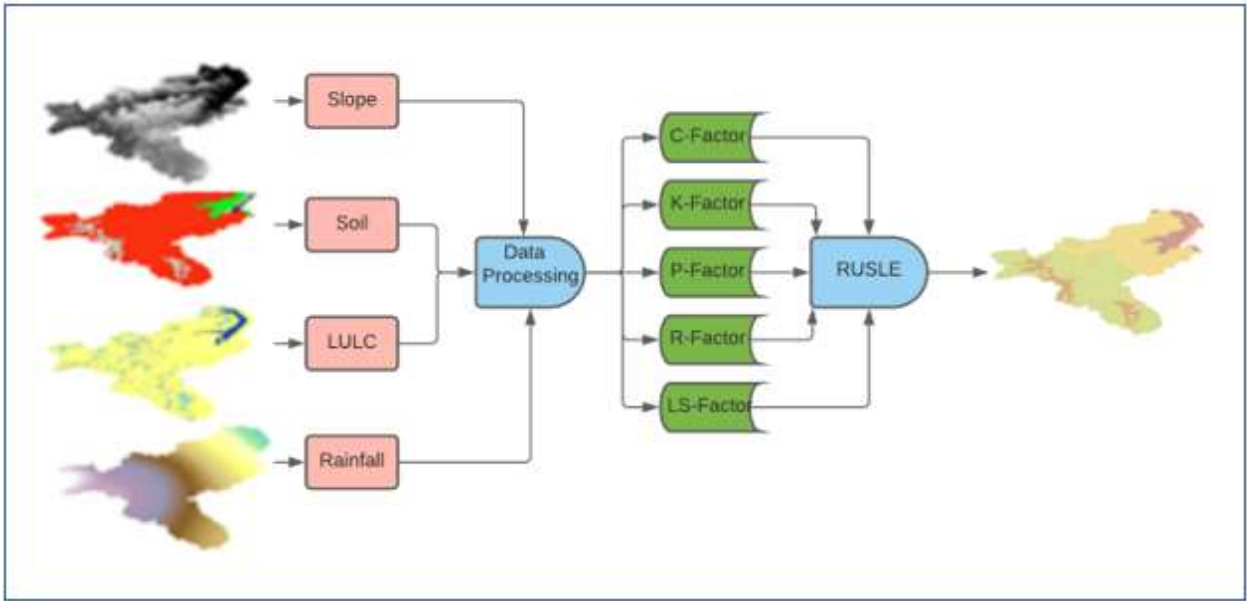 Slope
Soil
LULC
Rainfall
Data
Processing
C-Factor
K-Factor
P-Factor
R-Factor
LS-Factor
RUSLE